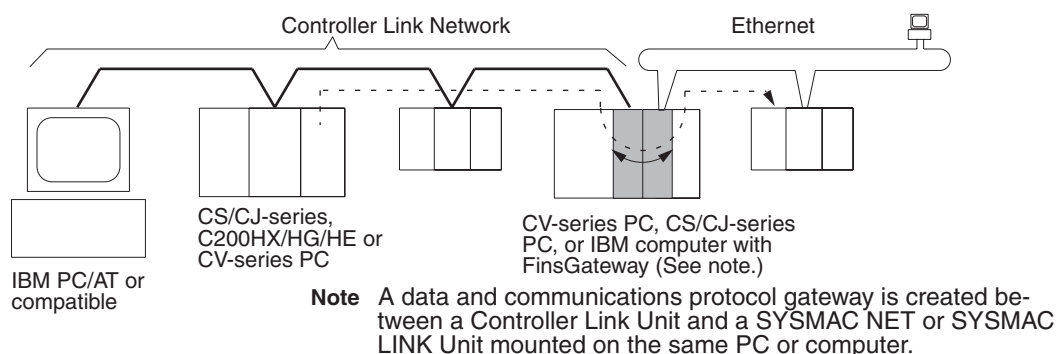 Controller Link Network
Ethernet
CS/CJ-series,
C200HX/HG/HE or
CV-series PC
CV-series PC, CS/CJ-series
PC, or IBM computer with
FinsGateway (See note.)
IBM PC/AT or
compatible
Note A data and communications protocol gateway is created be-
tween a Controller Link Unit and a SYSMAC NET or SYSMAC
LINK Unit mounted on the same PC or computer.